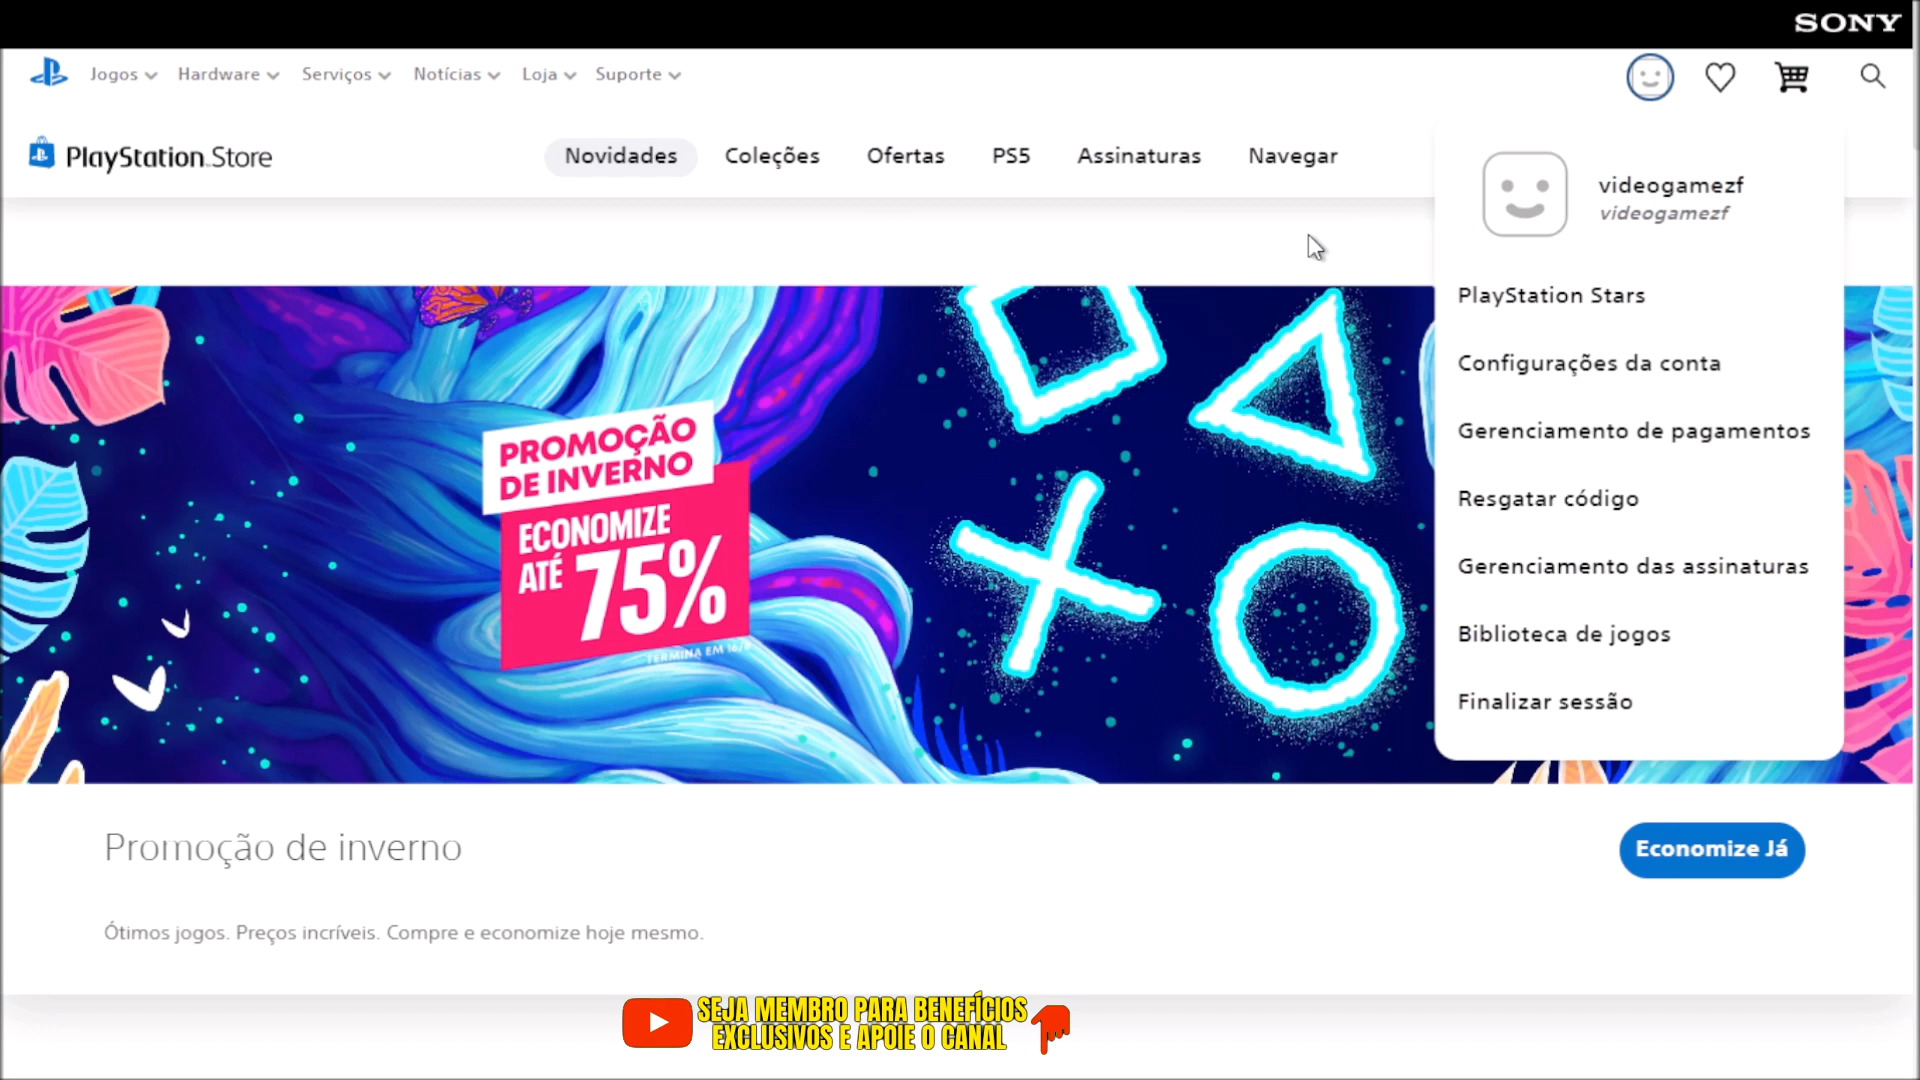 SONY
Jogos Hardware Serviços Notícias Loja Suporte
PlayStation Store
Novidades Coleções Ofertas PS5 Assinaturas Navegar
videogamezf
videogamezf
PlayStation Stars
Configurações da conta
Gerenciamento de pagamentos
Resgatar código
Gerenciamento das assinaturas
Biblioteca de jogos
Finalizar sessão
PROMOÇÃO
DE INVERNO
ECONOMIZE
ATÉ 75%
TERMINA EM
Promoção de inverno
Economize Já
Ótimos jogos. Preços incríveis. Compre e economize hoje mesmo.
SEJA MEMBRO PARA BENEFÍCIOS
EXCLUSIVOS E APOIE O CANAL